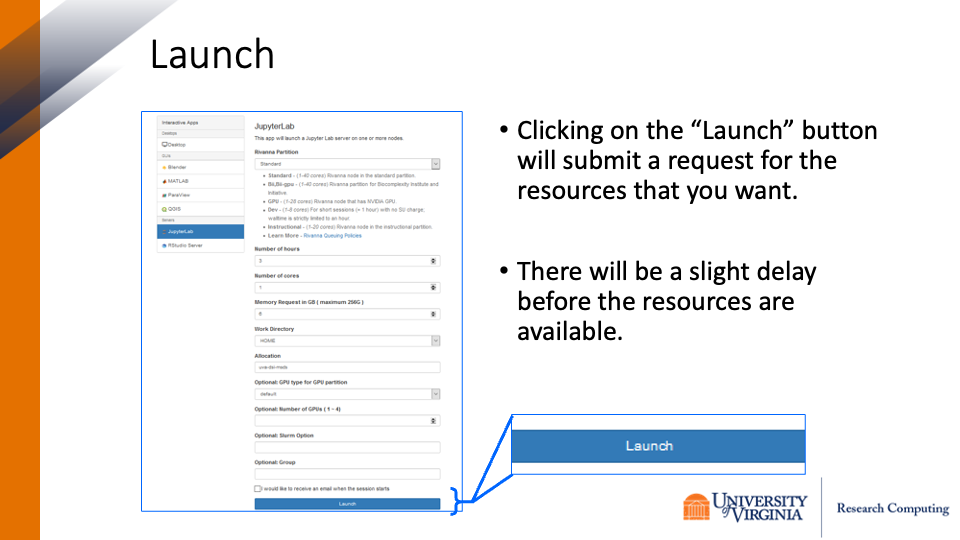 Launch
Interactive Apps
Desktops
Desktop
GUIs
Blender
MATLAB
ParaView
QGIS
Servers
JupyterLab
RStudio Server
JupyterLab
This app will launch a Jupyter Lab server on one or more nodes.
Rivanna Partition
Standard
• Standard - (1-40 cores) Rivanna node in the standard partition.
• BII,BII-gpu - (1-40 cores) Rivanna partition for Biocomplexity Institute and
Initiative.
• GPU - (1-28 cores) Rivanna node that has NVIDIA GPU.
• Dev - (1-8 cores) For short sessions (< 1 hour) with no SU charge;
walltime is strictly limited to an hour.
• Instructional - (1-20 cores) Rivanna node in the instructional partition.
• Learn More - Rivanna Queuing Policies
Number of hours
3
Number of cores
1
Memory Request in GB ( maximum 256G )
6
Work Directory
HOME
Allocation
Optional: GPU type for GPU partition
default
Optional: Number of GPUs ( 1 - 4)
Optional: Slurm Option
Optional: Group
I would like to receive an email when the session starts
Launch
• Clicking on the “Launch” button
will submit a request for the
resources that you want.
• There will be a slight delay
before the resources are
available.
Launch
UNIVERSITY
of VIRGINIA
Research Computing